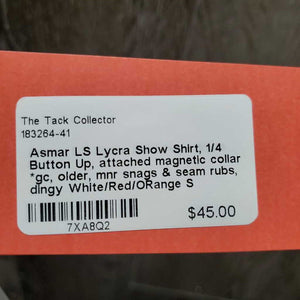 The Tack Collector
183264-41
Asmar LS Lycra Show Shirt, 1/4
Button Up, attached magnetic collar
*gc, older, mnr snags & seam rubs,
dingy White/Red/ORange S
$45.00
7XA8Q2